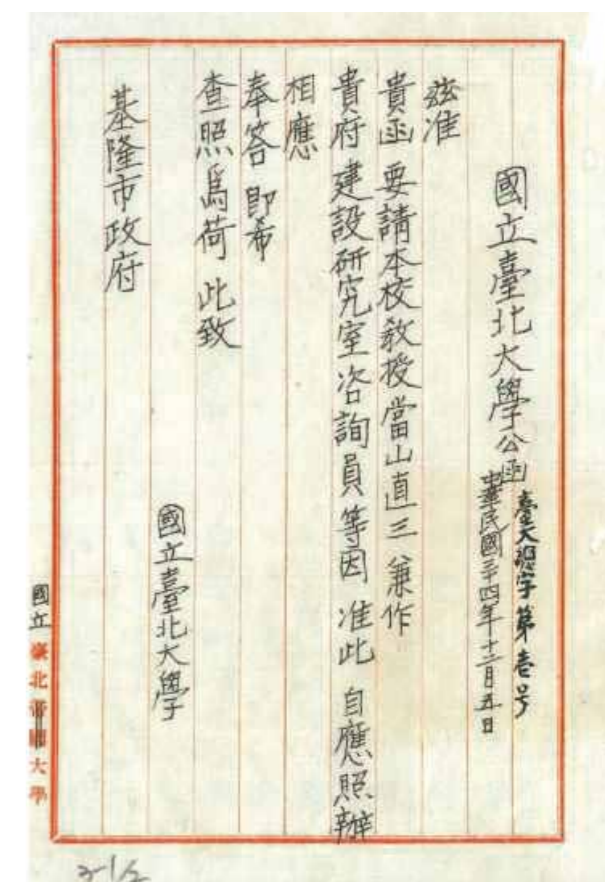 國立臺北大學公函
臺大總字第壱号
中華民國三十四年十二月五日
茲准
貴函 要請本校教授當山直三 兼作
貴府建設研究室咨詢員等因 准此 自應照辦
相應
奉答 即希
查照爲荷 此致
國立臺北大學
基隆市政府
國立臺北帝國大學